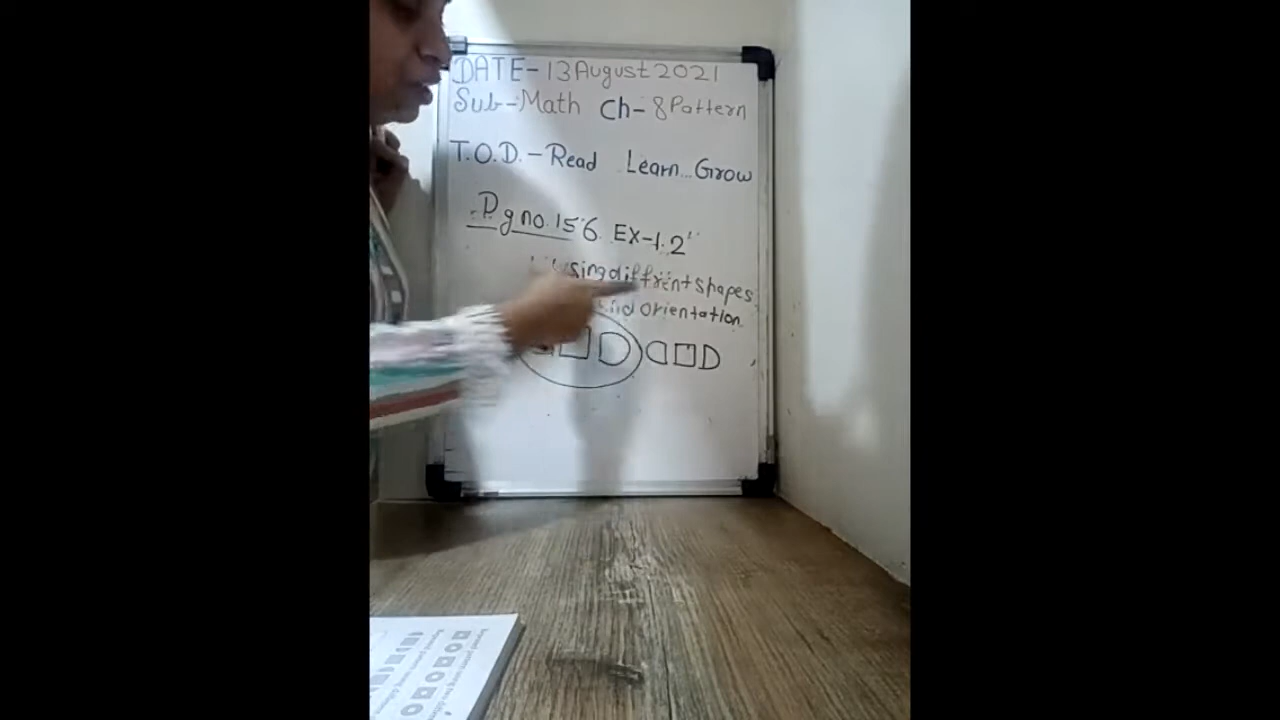 DATE-13 August 2021
Sub-Math Ch-8 Pattern
T.O.D.-Read Learn...Grow
Pg no.156. EX-1.2
using diffrent shapes
and orientation.